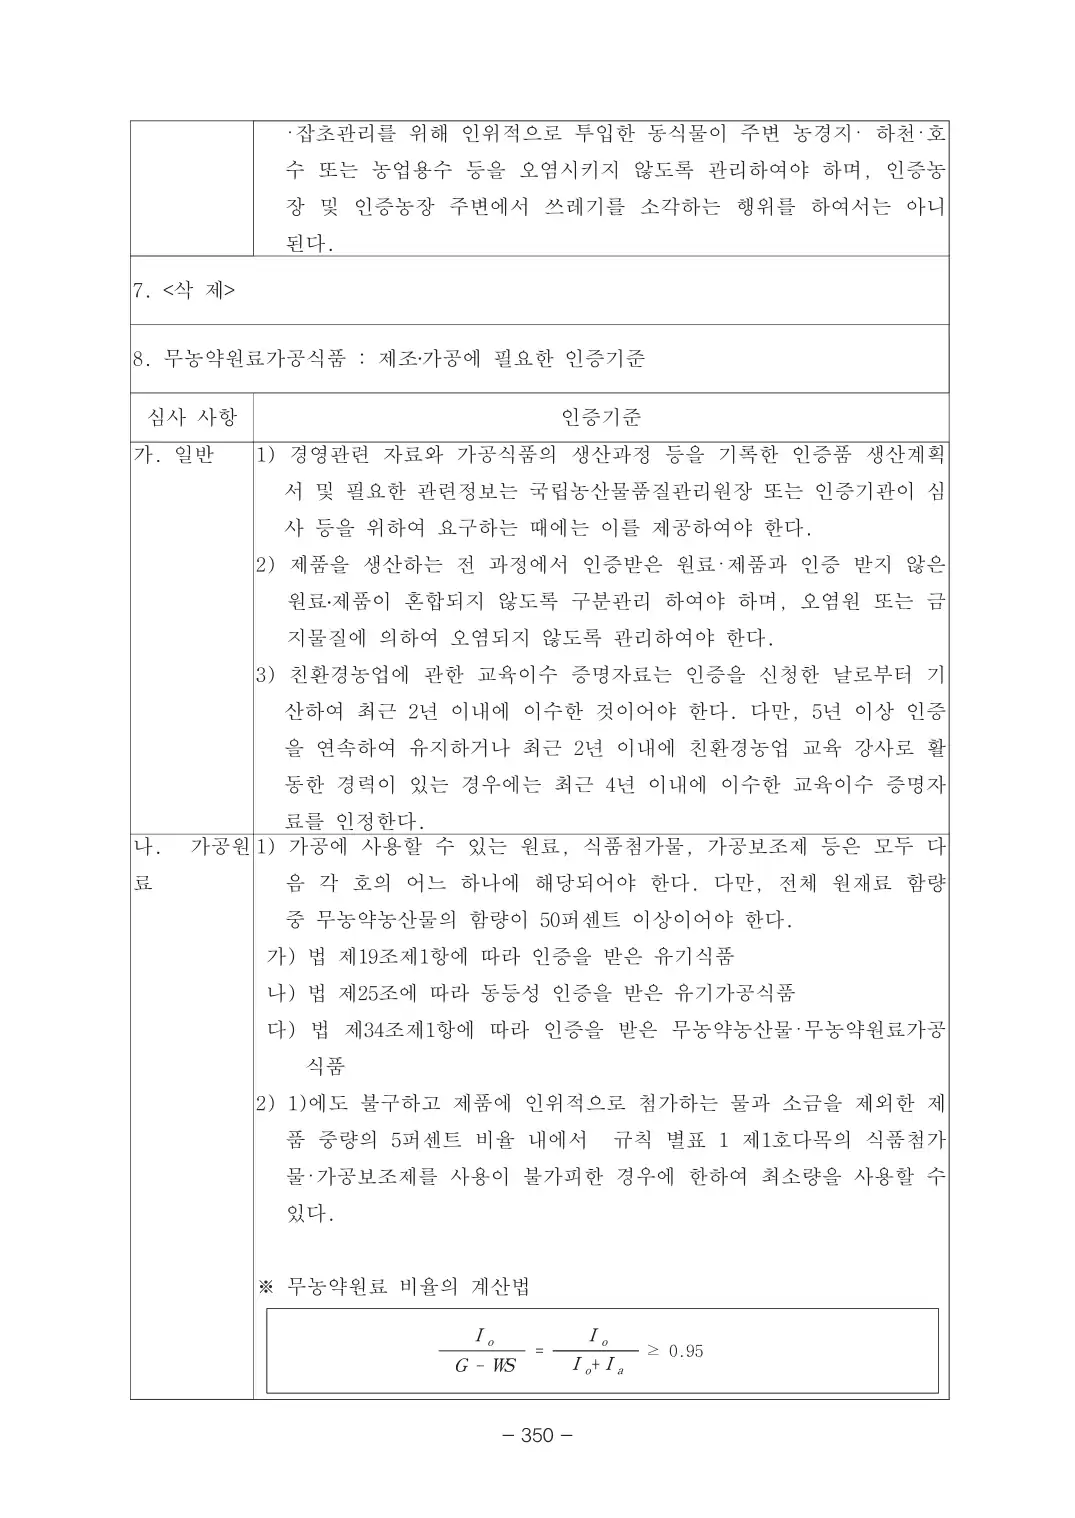 ·잡초관리를 위해 인위적으로 투입한 동식물이 주변 농경지· 하천·호
수 또는 농업용수 등을 오염시키지 않도록 관리하여야 하며, 인증농
장 및 인증농장 주변에서 쓰레기를 소각하는 행위를 하여서는 아니
된다.
7. <삭 제>
8. 무농약원료가공식품 : 제조·가공에 필요한 인증기준
심사 사항 인증기준
가. 일반 1) 경영관련 자료와 가공식품의 생산과정 등을 기록한 인증품 생산계획
서 및 필요한 관련정보는 국립농산물품질관리원장 또는 인증기관이 심
사 등을 위하여 요구하는 때에는 이를 제공하여야 한다.
2) 제품을 생산하는 전 과정에서 인증받은 원료·제품과 인증 받지 않은
원료·제품이 혼합되지 않도록 구분관리 하여야 하며, 오염원 또는 금
지물질에 의하여 오염되지 않도록 관리하여야 한다.
3) 친환경농업에 관한 교육이수 증명자료는 인증을 신청한 날로부터 기
산하여 최근 2년 이내에 이수한 것이어야 한다. 다만, 5년 이상 인증
을 연속하여 유지하거나 최근 2년 이내에 친환경농업 교육 강사로 활
동한 경력이 있는 경우에는 최근 4년 이내에 이수한 교육이수 증명자
료를 인정한다.
나. 가공원 1) 가공에 사용할 수 있는 원료, 식품첨가물, 가공보조제 등은 모두 다
료 음 각 호의 어느 하나에 해당되어야 한다. 다만, 전체 원재료 함량
중 무농약농산물의 함량이 50퍼센트 이상이어야 한다.
가) 법 제19조제1항에 따라 인증을 받은 유기식품
나) 법 제25조에 따라 동등성 인증을 받은 유기가공식품
다) 법 제34조제1항에 따라 인증을 받은 무농약농산물·무농약원료가공
식품
2) 1)에도 불구하고 제품에 인위적으로 첨가하는 물과 소금을 제외한 제
품 중량의 5퍼센트 비율 내에서 규칙 별표 1 제1호다목의 식품첨가
물·가공보조제를 사용이 불가피한 경우에 한하여 최소량을 사용할 수
있다.
※ 무농약원료 비율의 계산법
I o I o
= ≥ 0.95
G - WS I o+ I a
- 350 -